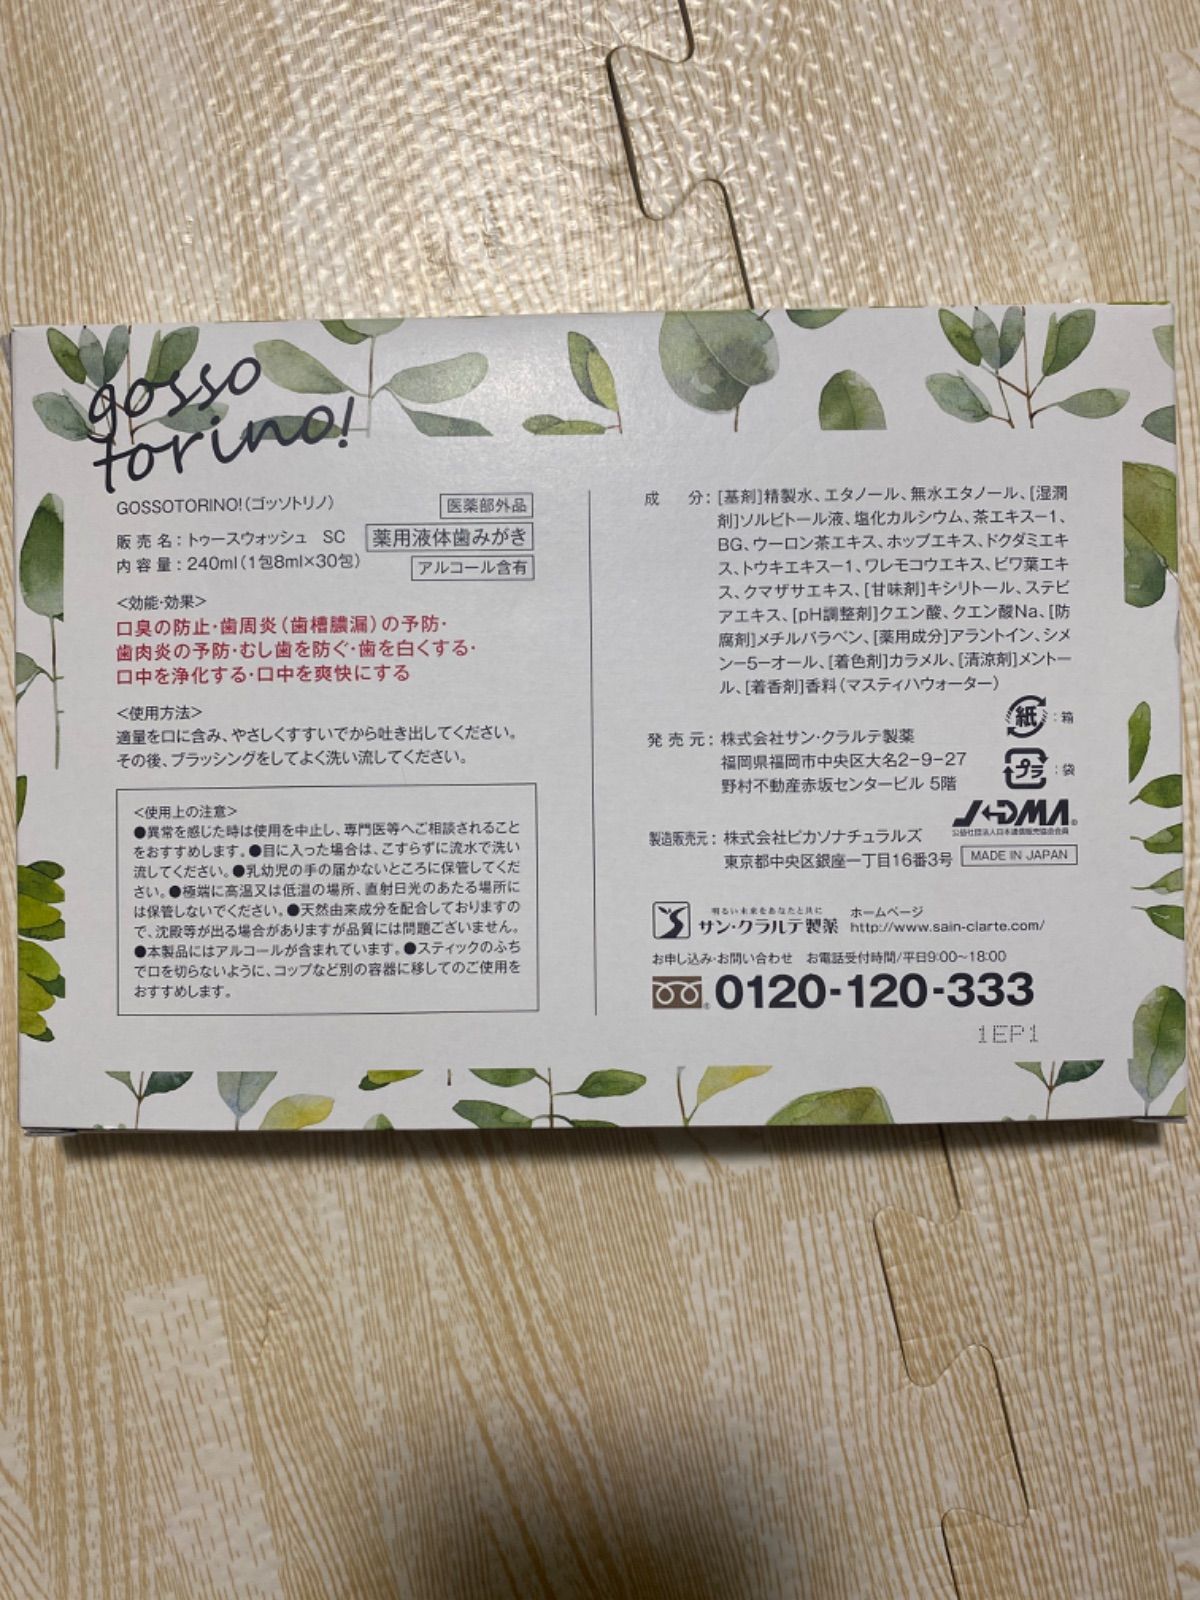 gosso
torino!
GOSSOTORINO!(ゴッソトリノ)
医薬部外品
販 売 名：トゥースウォッシュ SC
薬用液体歯みがき
内 容 量：240ml(1包8ml×30包)
アルコール含有
<効能・効果>
口臭の防止・歯周炎(歯槽膿漏)の予防・
歯肉炎の予防・むし歯を防ぐ・歯を白くする・
口中を浄化する・口中を爽快にする
<使用方法>
適量を口に含み、やさしくすすいでから吐き出してください。
その後、ブラッシングをしてよく洗い流してください。
<使用上の注意>
●異常を感じた時は使用を中止し、専門医等へご相談されること
をおすすめします。●目に入った場合は、こすらずに流水で洗い
流してください。●乳幼児の手の届かないところに保管してくだ
さい。●極端に高温又は低温の場所、直射日光のあたる場所に
は保管しないでください。●天然由来成分を配合しておりますの
で、沈殿等が出る場合がありますが品質には問題ございません。
●本製品にはアルコールが含まれています。●スティックのふち
で口を切らないように、コップなど別の容器に移してのご使用を
おすすめします。
成 分：[基剤]精製水、エタノール、無水エタノール、[湿潤
剤]ソルビトール液、塩化カルシウム、茶エキス-1、
BG、ウーロン茶エキス、ホップエキス、ドクダミエキ
ス、トウキエキス-1、ワレモコウエキス、ビワ葉エキ
ス、クマザサエキス、[甘味剤]キシリトール、ステビ
アエキス、[pH調整剤]クエン酸、クエン酸Na、[防
腐剤]メチルパラベン、[薬用成分]アラントイン、シメ
ン-5-オール、[着色剤]カラメル、[清涼剤]メントー
ル、[着香剤]香料(マスティハウォーター)
紙：箱
発 売 元：株式会社サン・クラルテ製薬
福岡県福岡市中央区大名2-9-27
野村不動産赤坂センタービル 5階
プラ：袋
JADMA®
公益社団法人日本通信販売協会会員
製造販売元：株式会社ピカソナチュラルズ
東京都中央区銀座一丁目16番3号
MADE IN JAPAN
明るい未来をあなたと共に
サン・クラルテ製薬
ホームページ
http://www.sain-clarte.com/
お申し込み・お問い合わせ お電話受付時間/平日9:00~18:00
0120-120-333
1EP1